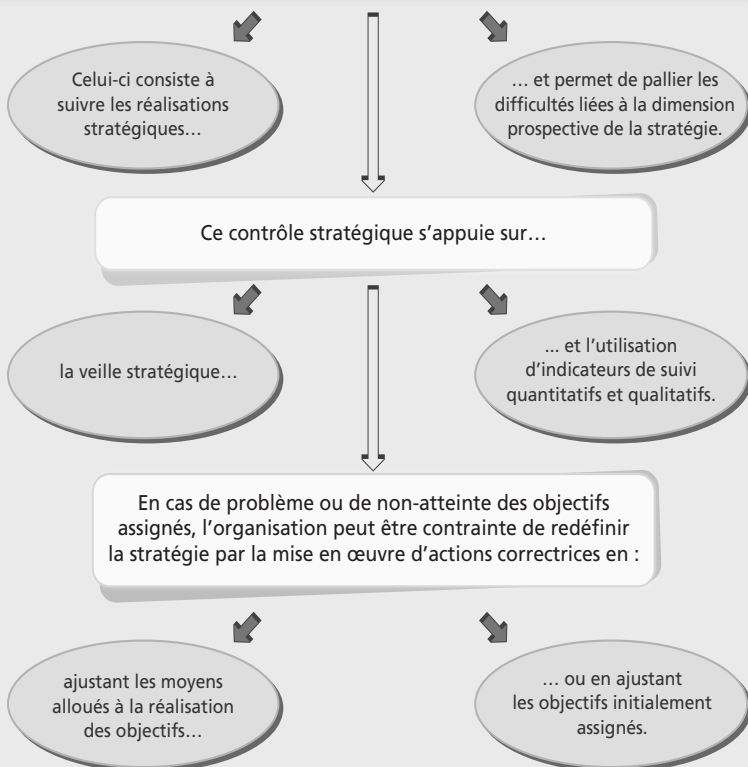 Celui-ci consiste à
suivre les réalisations
stratégiques…
… et permet de pallier les
difficultés liées à la dimension
prospective de la stratégie.
Ce contrôle stratégique s’appuie sur…
la veille stratégique…
... et l’utilisation
d’indicateurs de suivi
quantitatifs et qualitatifs.
En cas de problème ou de non-atteinte des objectifs
assignés, l’organisation peut être contrainte de redéfinir
la stratégie par la mise en œuvre d’actions correctrices en :
ajustant les moyens
alloués à la réalisation
des objectifs…
… ou en ajustant
les objectifs initialement
assignés.